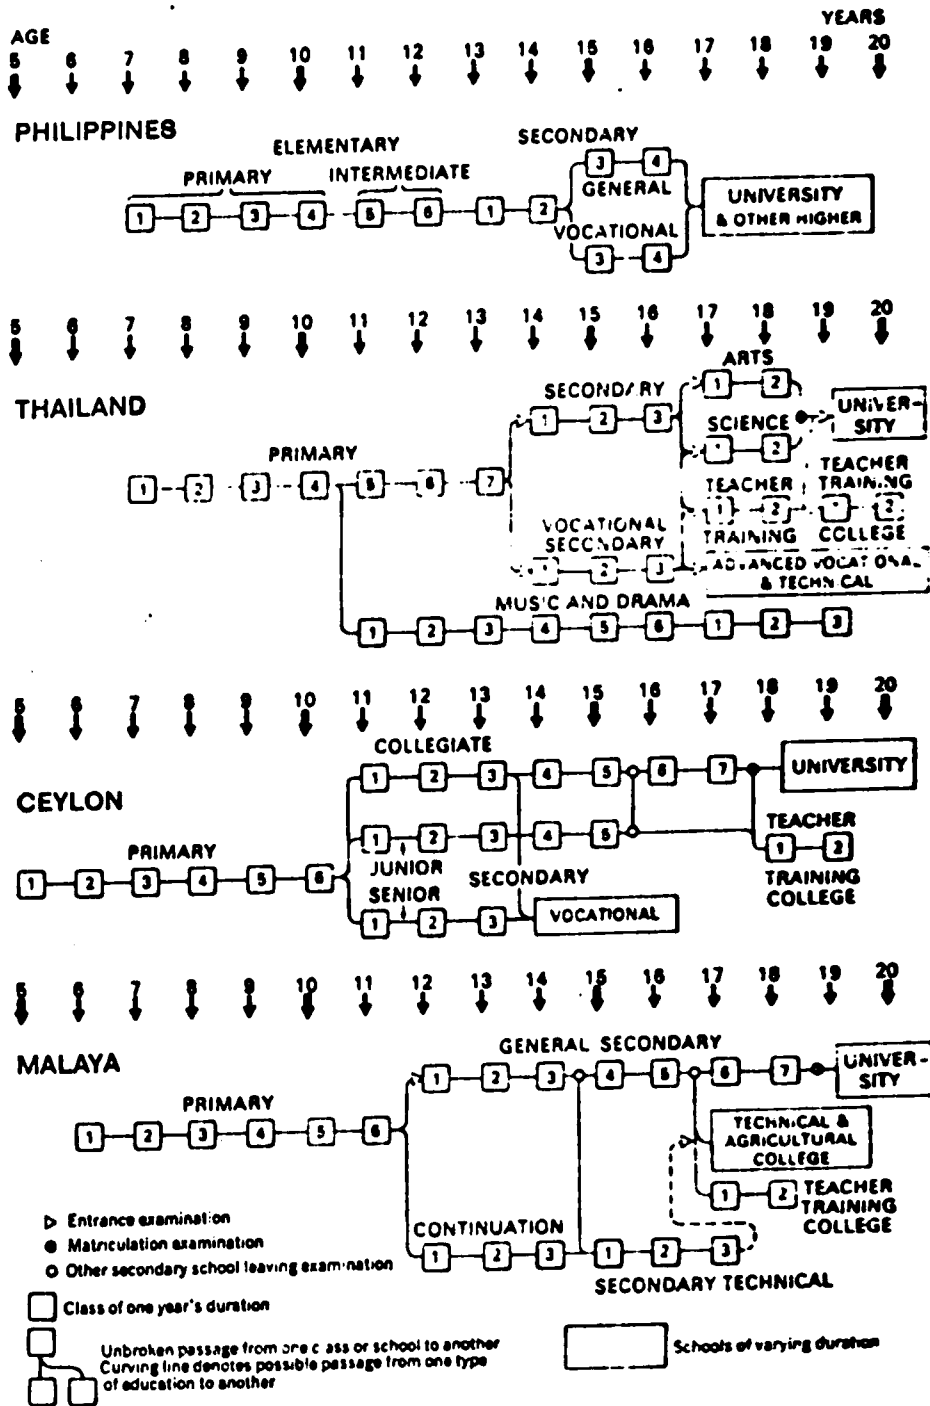 AGE YEARS
5 6 7 8 9 10 11 12 13 14 15 16 17 18 19 20
PHILIPPINES
ELEMENTARY SECONDARY
PRIMARY INTERMEDIATE
3 4
GENERAL
1 2 3 4 5 6 1 2
UNIVERSITY
& OTHER HIGHER
VOCATIONAL
3 4
5 6 7 8 9 10 11 12 13 14 15 16 17 18 19 20
THAILAND
ARTS
1 2
SECONDARY
1 2 3
UNIVER-
SITY
SCIENCE
2
PRIMARY
1 2 3 4 5 6 7
TEACHER
TRAINING
1 2
TEACHER
TRAINING
2
COLLEGE
VOCATIONAL
SECONDARY
1 2 3
ADVANCED VOCATIONAL
& TECHNICAL
MUSIC AND DRAMA
1 2 3 4 5 6 1 2 3
5 6 7 8 9 10 11 12 13 14 15 16 17 18 19 20
CEYLON
COLLEGIATE
1 2 3 4 5 6 7
UNIVERSITY
1 2 3 4 5
TEACHER
1 2
TRAINING
COLLEGE
PRIMARY
1 2 3 4 5 6
JUNIOR
SENIOR
SECONDARY
1 2 3
VOCATIONAL
5 6 7 8 9 10 11 12 13 14 15 16 17 18 19 20
MALAYA
GENERAL SECONDARY
1 2 3 4 5 6 7
UNIVER-
SITY
PRIMARY
1 2 3 4 5 6
TECHNICAL &
AGRICULTURAL
COLLEGE
1 2
TEACHER
TRAINING
COLLEGE
CONTINUATION
1 2 3
1 2 3
SECONDARY TECHNICAL
Entrance examination
Matriculation examination
Other secondary school leaving examination
Class of one year's duration
Unbroken passage from one class or school to another
Curving line denotes possible passage from one type
of education to another
Schools of varying duration